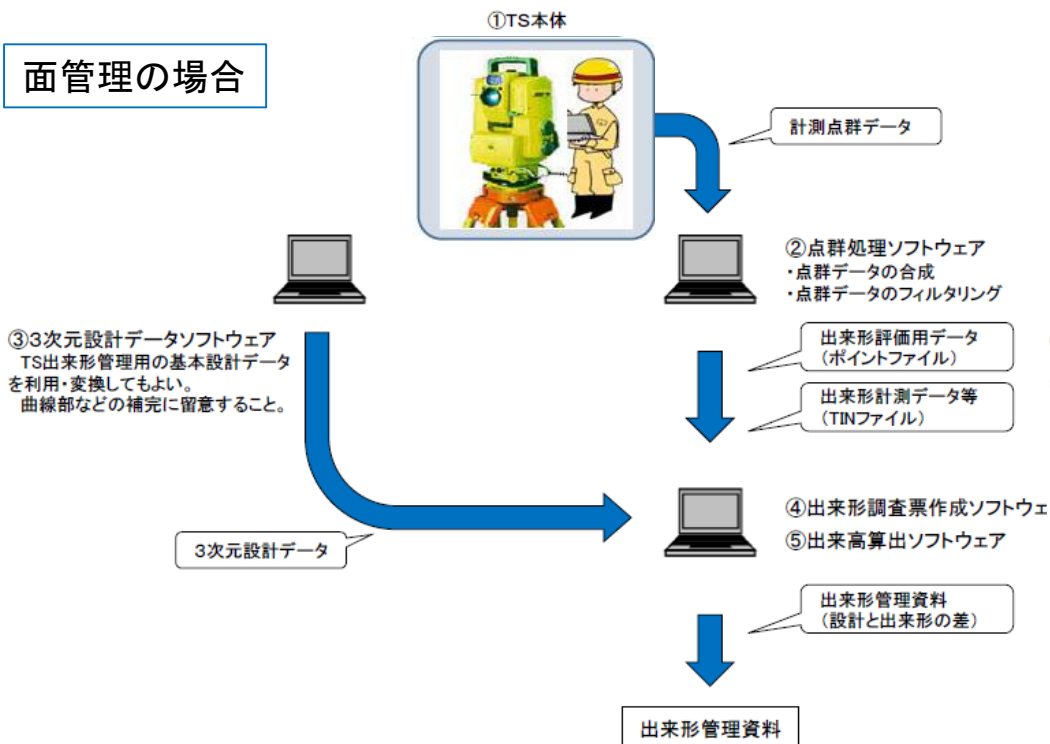 ①TS本体
面管理の場合
計測点群データ
②点群処理ソフトウェア
・点群データの合成
・点群データのフィルタリング
③3次元設計データソフトウェア
TS出来形管理用の基本設計データ
を利用・変換してもよい。
曲線部などの補完に留意すること。
出来形評価用データ
(ポイントファイル)
出来形計測データ等
(TINファイル)
④出来形調査票作成ソフトウェ
⑤出来高算出ソフトウェア
3次元設計データ
出来形管理資料
(設計と出来形の差)
出来形管理資料